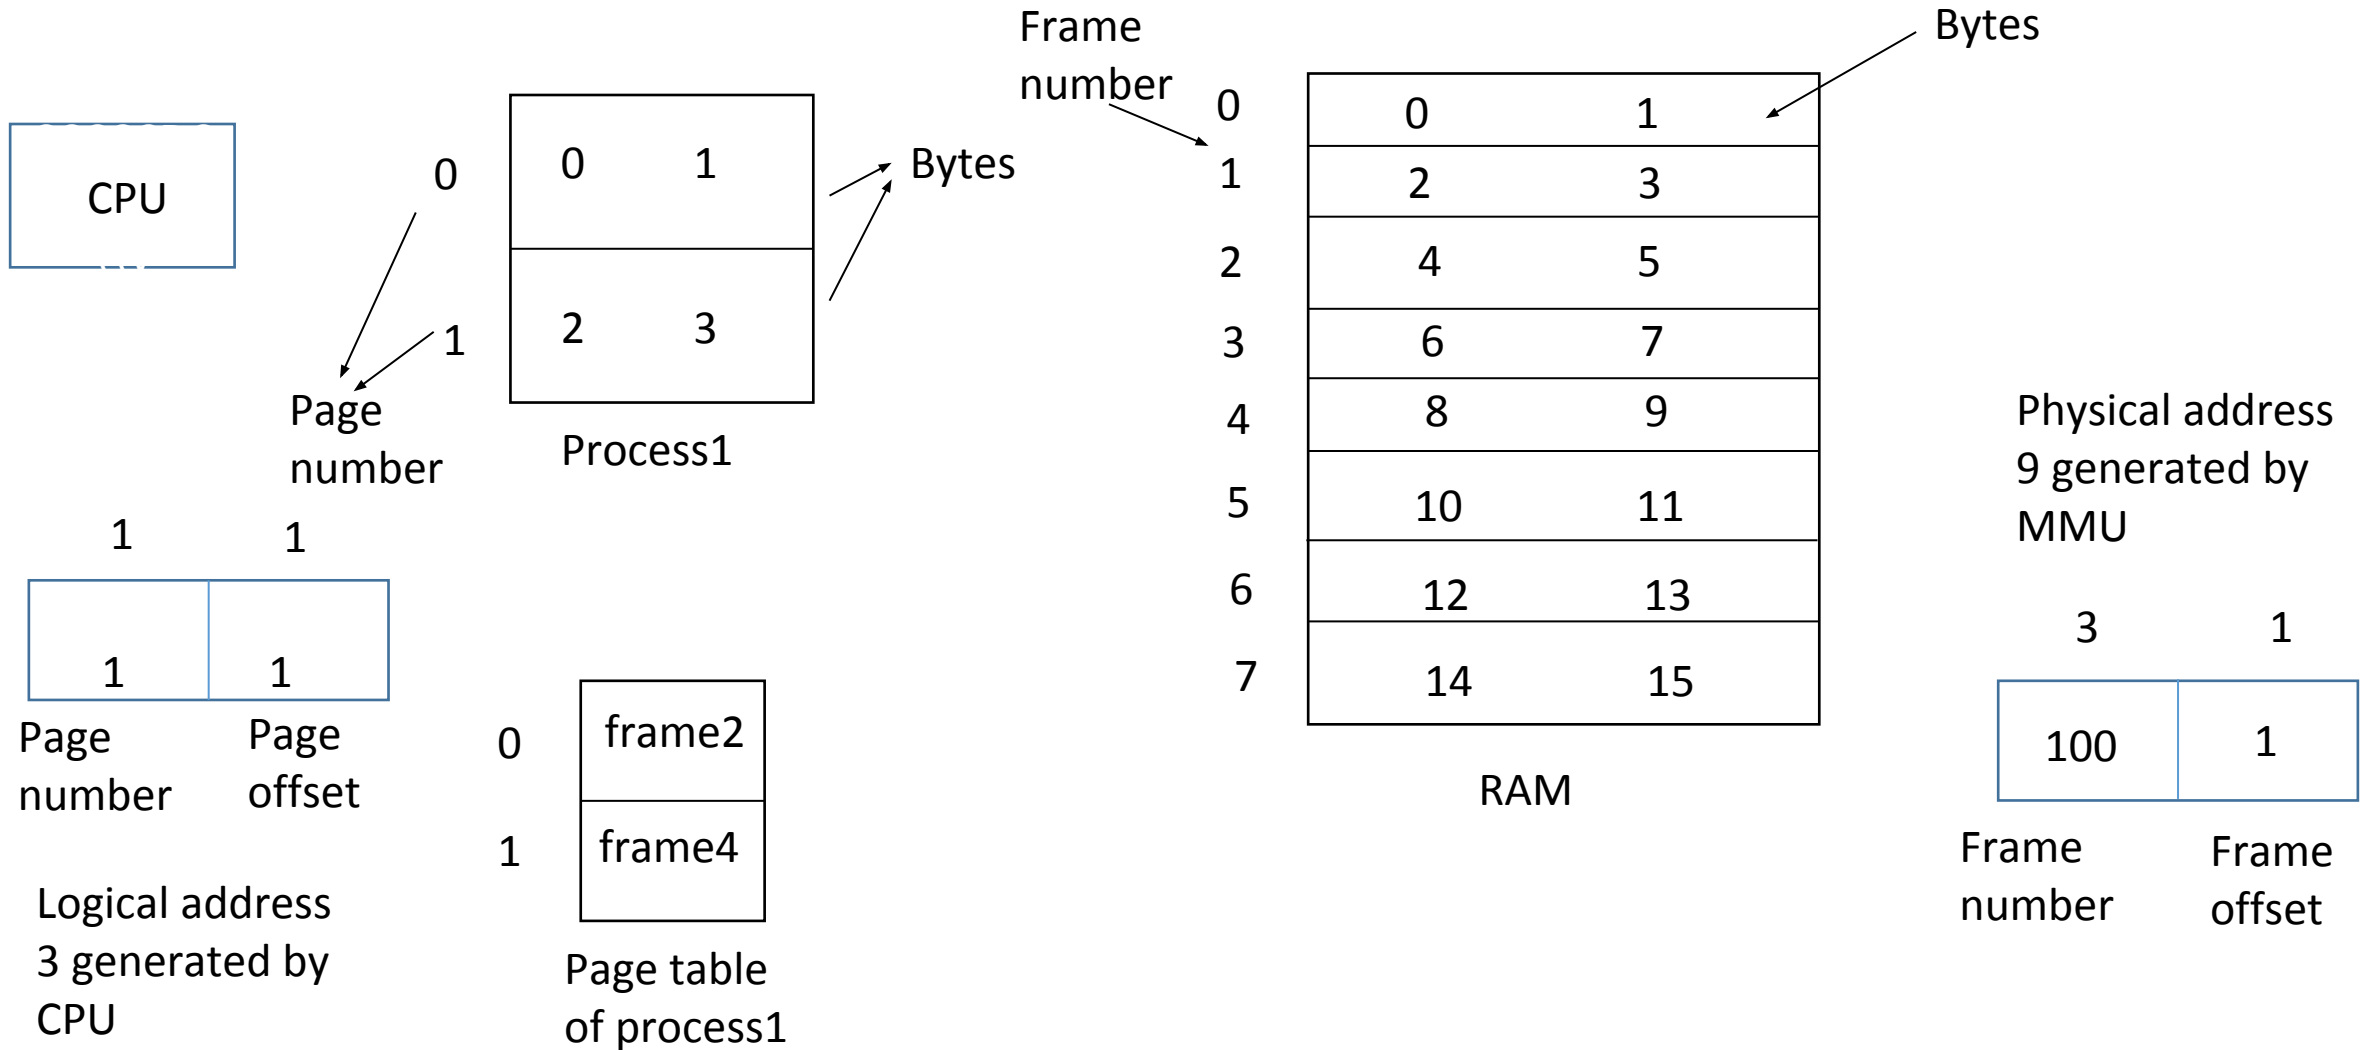 CPU
0
1
Page
number
0 1
2 3
Process1
Bytes
1 1
1 1
Page
number
Page
offset
Logical address
3 generated by
CPU
0
1
frame2
frame4
Page table
of process1
Frame
number
Bytes
0
0 1
1
2 3
2
4 5
3
6 7
4
8 9
5
10 11
6
12 13
7
14 15
RAM
Physical address
9 generated by
MMU
3 1
100 1
Frame
number
Frame
offset